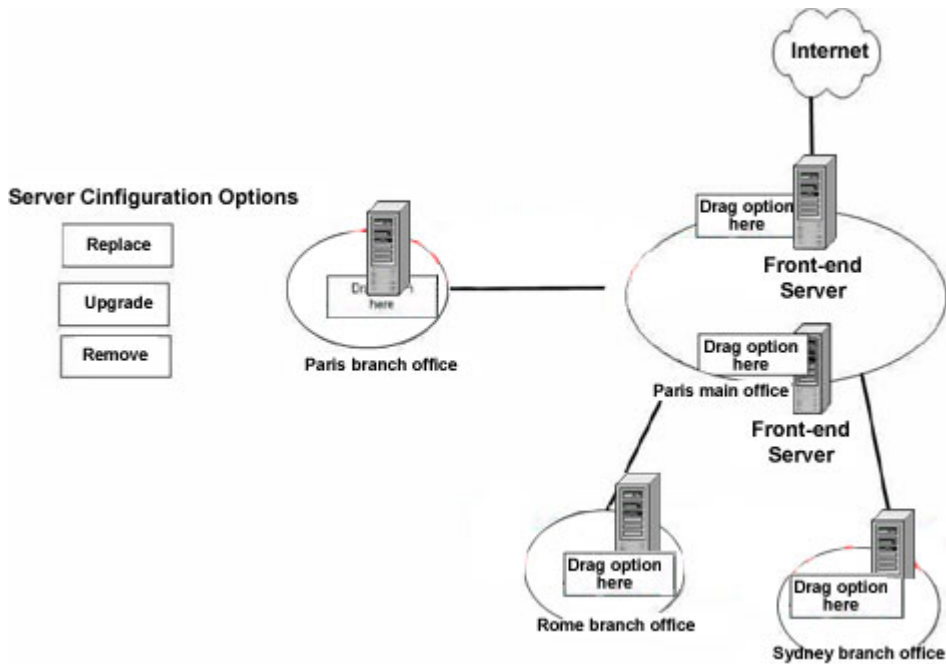 Internet
Server Cinfiguration Options
Replace
Upgrade
Remove
Drag option
here
Front-end
Server
here
Paris branch office
Drag option
here
Paris main office
Front-end
Server
Drag option
here
Rome branch office
Drag option
here
Sydney branch office